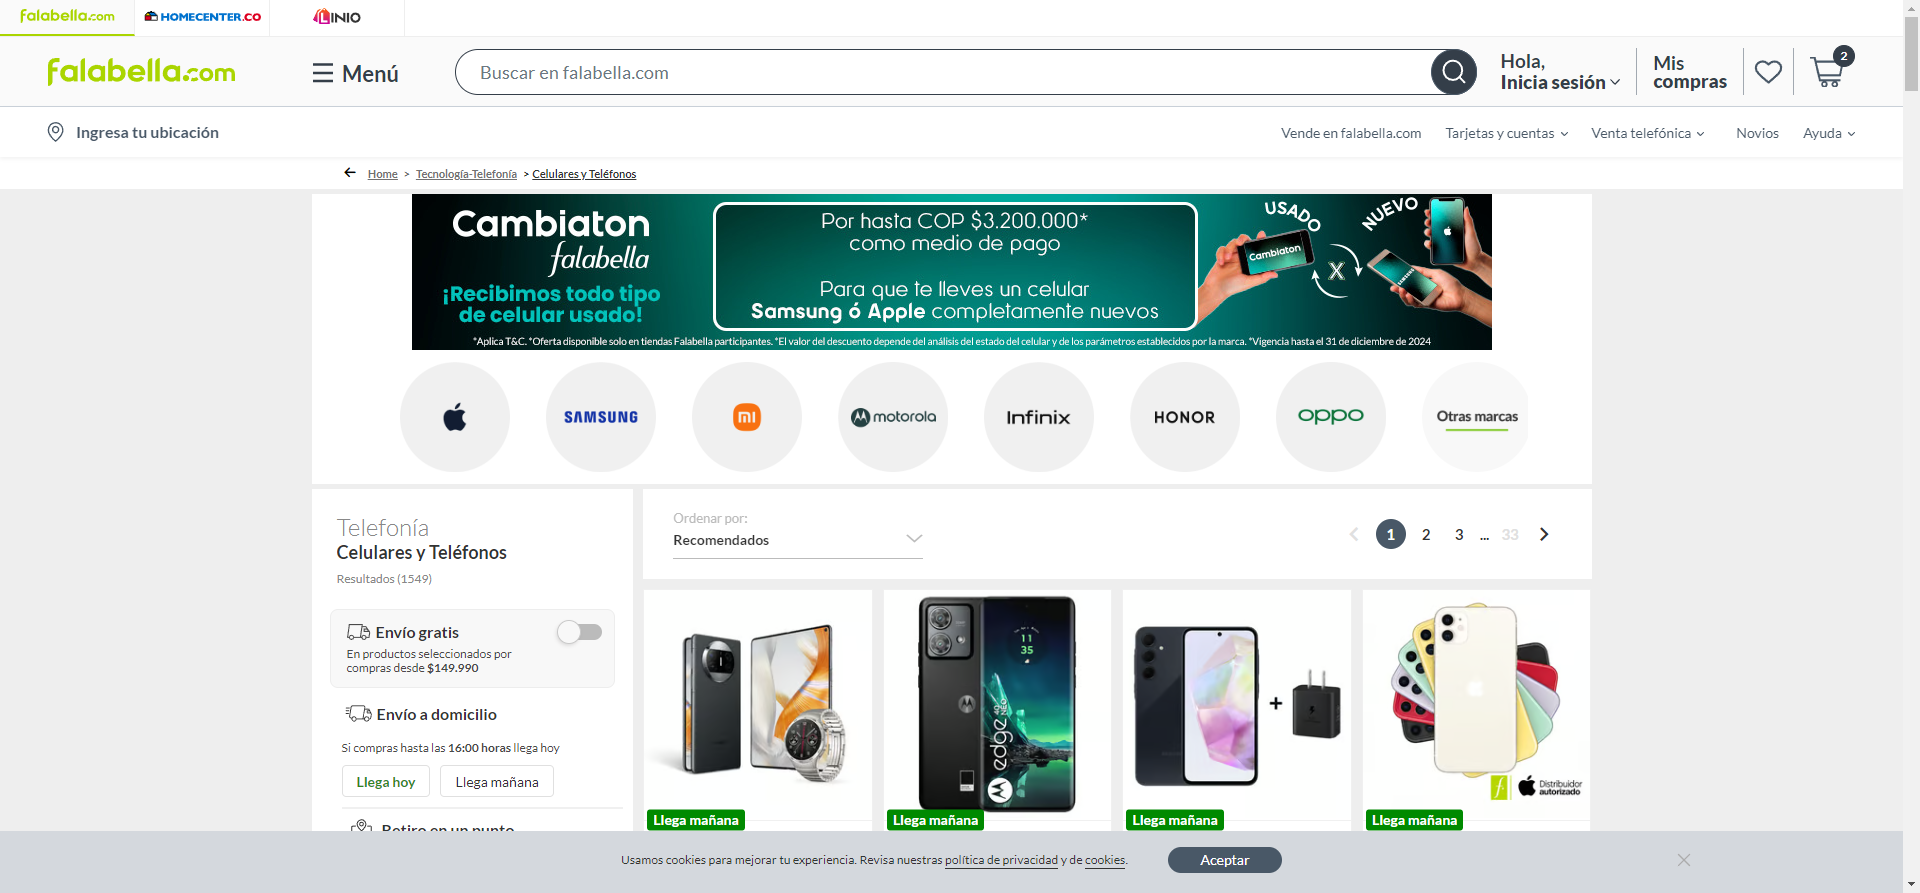 falabella.com
HOMECENTER.CO
LINIO
falabella.com
Menú
Buscar en falabella.com
Hola,
Inicia sesión
Mis
compras
2
Ingresa tu ubicación
Vende en falabella.com
Tarjetas y cuentas
Venta telefónica
Novios
Ayuda
Home > Tecnología-Telefonía > Celulares y Teléfonos
Cambiaton
falabella
¡Recibimos todo tipo
de celular usado!
Por hasta COP $3.200.000*
como medio de pago
Para que te lleves un celular
Samsung ó Apple completamente nuevos
USADO
NUEVO
Cambiaton
X
SAMSUNG
*Aplica T&C. *Oferta disponible solo en tiendas Falabella participantes. *El valor del descuento depende del análisis del estado del celular y de los parámetros establecidos por la marca. *Vigencia hasta el 31 de diciembre de 2024
SAMSUNG
mi
motorola
Infinix
HONOR
oppo
Otras marcas
Telefonía
Celulares y Teléfonos
Resultados (1549)
Envío gratis
En productos seleccionados por
compras desde $149.990
Envío a domicilio
Si compras hasta las 16:00 horas llega hoy
Llega hoy
Llega mañana
Retiro en un punto
Ordenar por:
Recomendados
1 2 3 ... 33
11
35
edge
40
NEO
+
f.
Distribuidor
autorizado
Llega mañana
Llega mañana
Llega mañana
Llega mañana
Usamos cookies para mejorar tu experiencia. Revisa nuestras política de privacidad y de cookies.
Aceptar